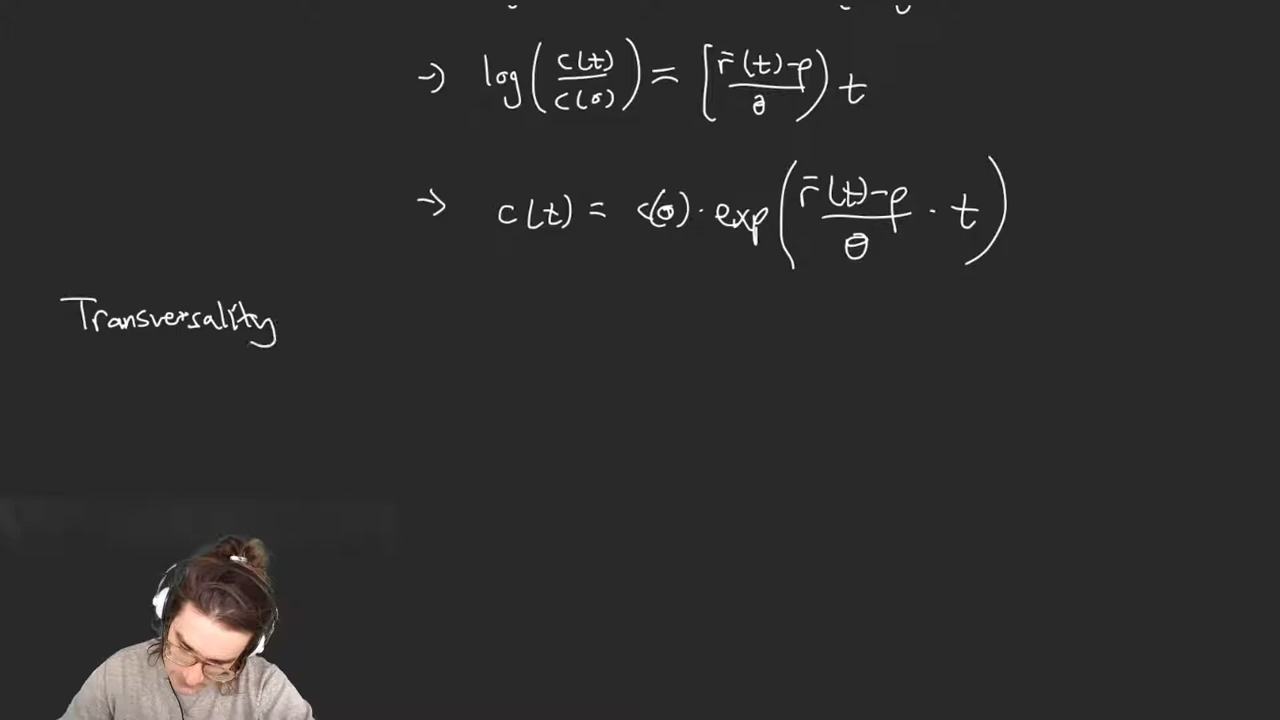 → log(c(t)/c(0)) = [r̄(t)-ρ/θ) t
→ c(t) = c(0) · exp(r̄(t)-ρ/θ · t)
Transversality